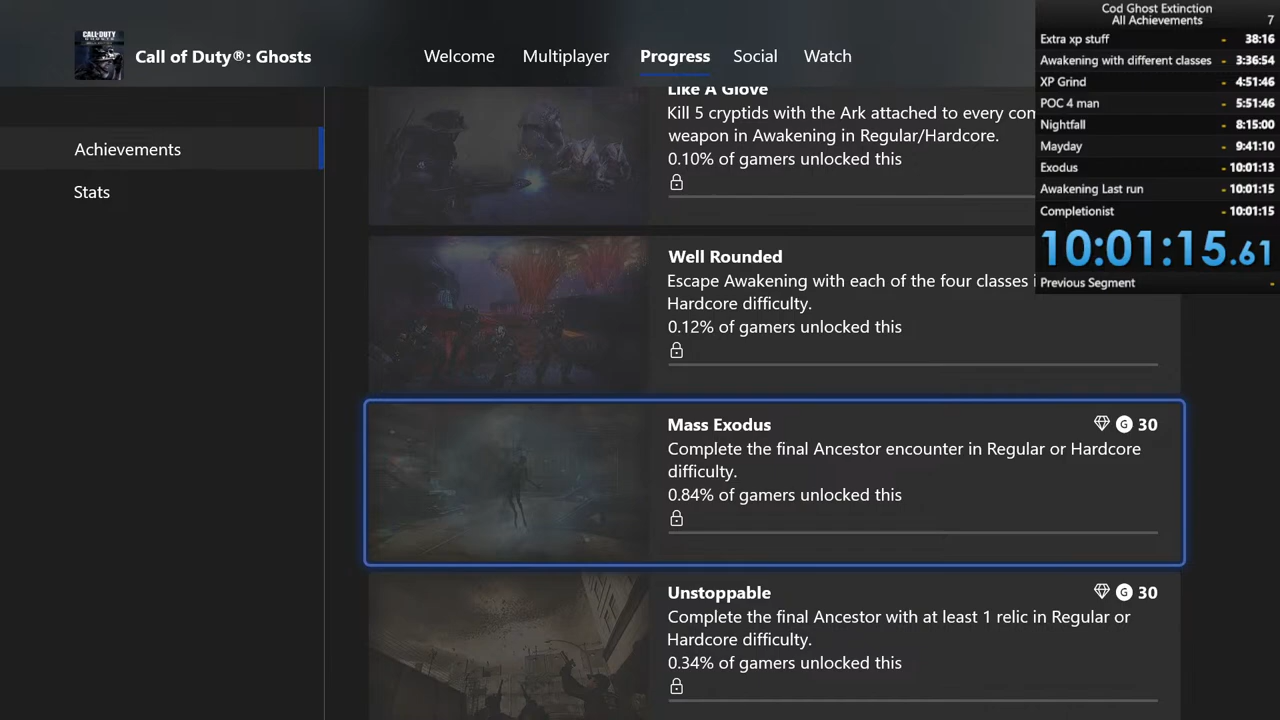 CALL OF DUTY
GHOSTS
Call of Duty®: Ghosts
Welcome
Multiplayer
Progress
Social
Watch
Achievements
Stats
Like A Glove
Kill 5 cryptids with the Ark attached to every con
weapon in Awakening in Regular/Hardcore.
0.10% of gamers unlocked this
Well Rounded
Escape Awakening with each of the four classes i
Hardcore difficulty.
0.12% of gamers unlocked this
Mass Exodus
G 30
Complete the final Ancestor encounter in Regular or Hardcore
difficulty.
0.84% of gamers unlocked this
Unstoppable
G 30
Complete the final Ancestor with at least 1 relic in Regular or
Hardcore difficulty.
0.34% of gamers unlocked this
Cod Ghost Extinction
All Achievements 7
Extra xp stuff - 38:16
Awakening with different classes - 3:36:54
XP Grind - 4:51:46
POC 4 man - 5:51:46
Nightfall - 8:15:00
Mayday - 9:41:10
Exodus - 10:01:13
Awakening Last run - 10:01:15
Completionist - 10:01:15
10:01:15.61
Previous Segment -